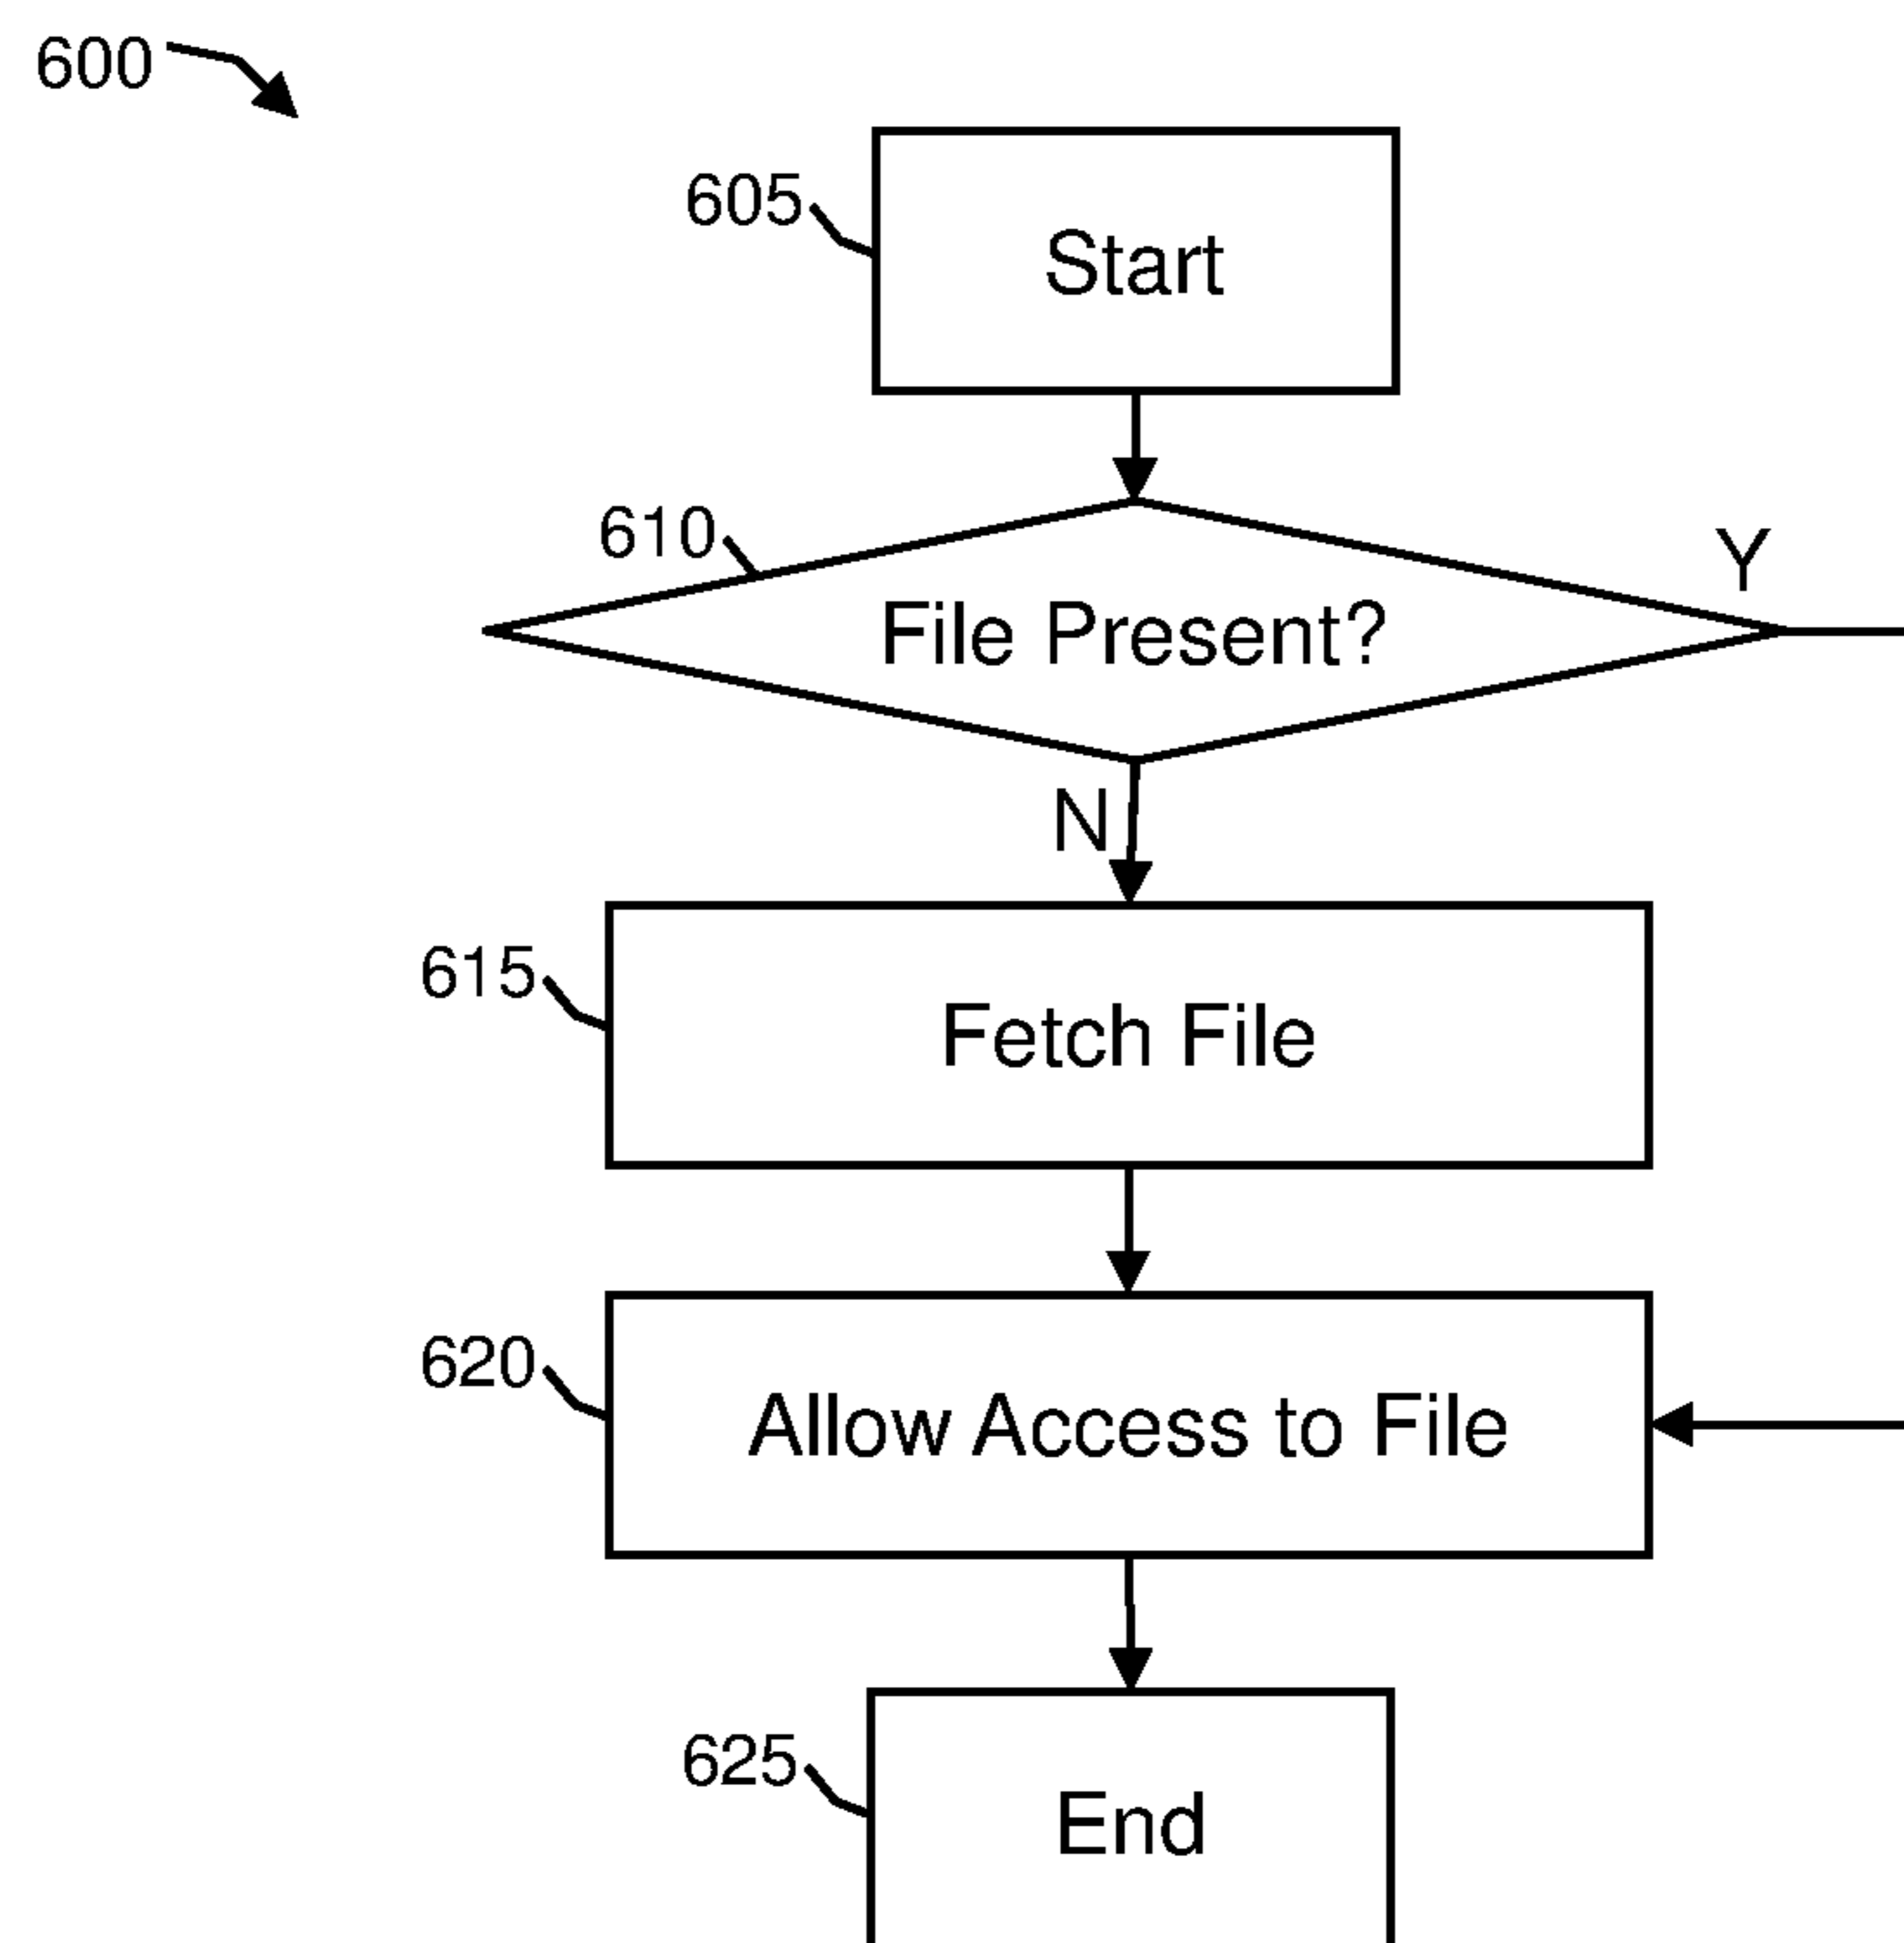 600
605
Start
610
File Present?
Y
N
615
Fetch File
620
Allow Access to File
625
End